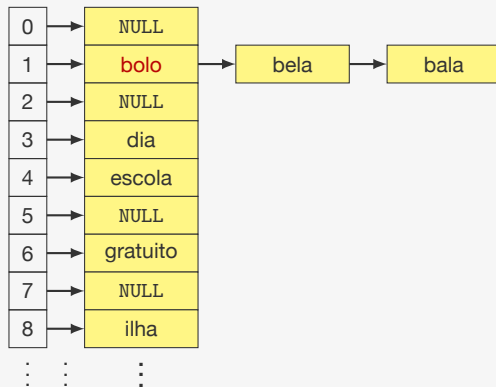 0 NULL
1 bolo bela bala
2 NULL
3 dia
4 escola
5 NULL
6 gratuito
7 NULL
8 ilha